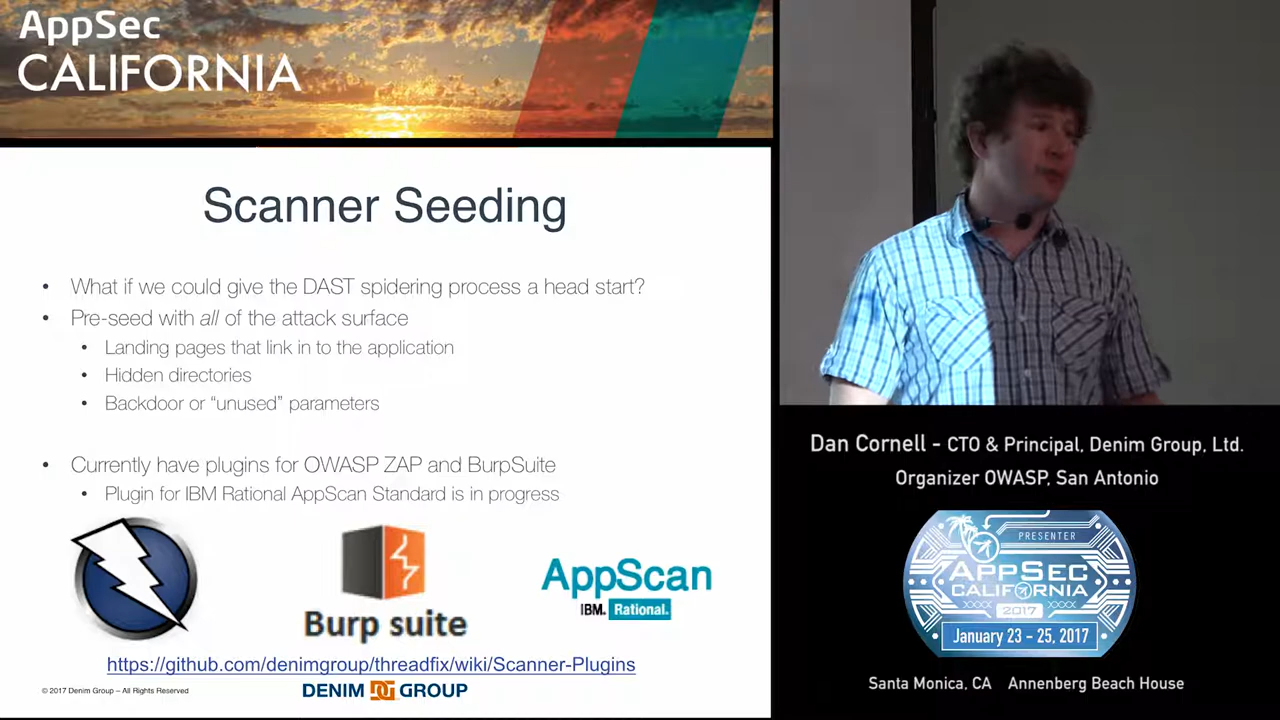 AppSec
CALIFORNIA
Scanner Seeding
• What if we could give the DAST spidering process a head start?
• Pre-seed with all of the attack surface
• Landing pages that link in to the application
• Hidden directories
• Backdoor or “unused” parameters
• Currently have plugins for OWASP ZAP and BurpSuite
• Plugin for IBM Rational AppScan Standard is in progress
Burp suite
AppScan
IBM. Rational.
https://github.com/denimgroup/threadfix/wiki/Scanner-Plugins
© 2017 Denim Group – All Rights Reserved
DENIM DG GROUP
Dan Cornell - CTO & Principal, Denim Group, Ltd.
Organizer OWASP, San Antonio
PRESENTER
APPSEC
CALIFORNIA
2017
January 23 - 25, 2017
Santa Monica, CA Annenberg Beach House